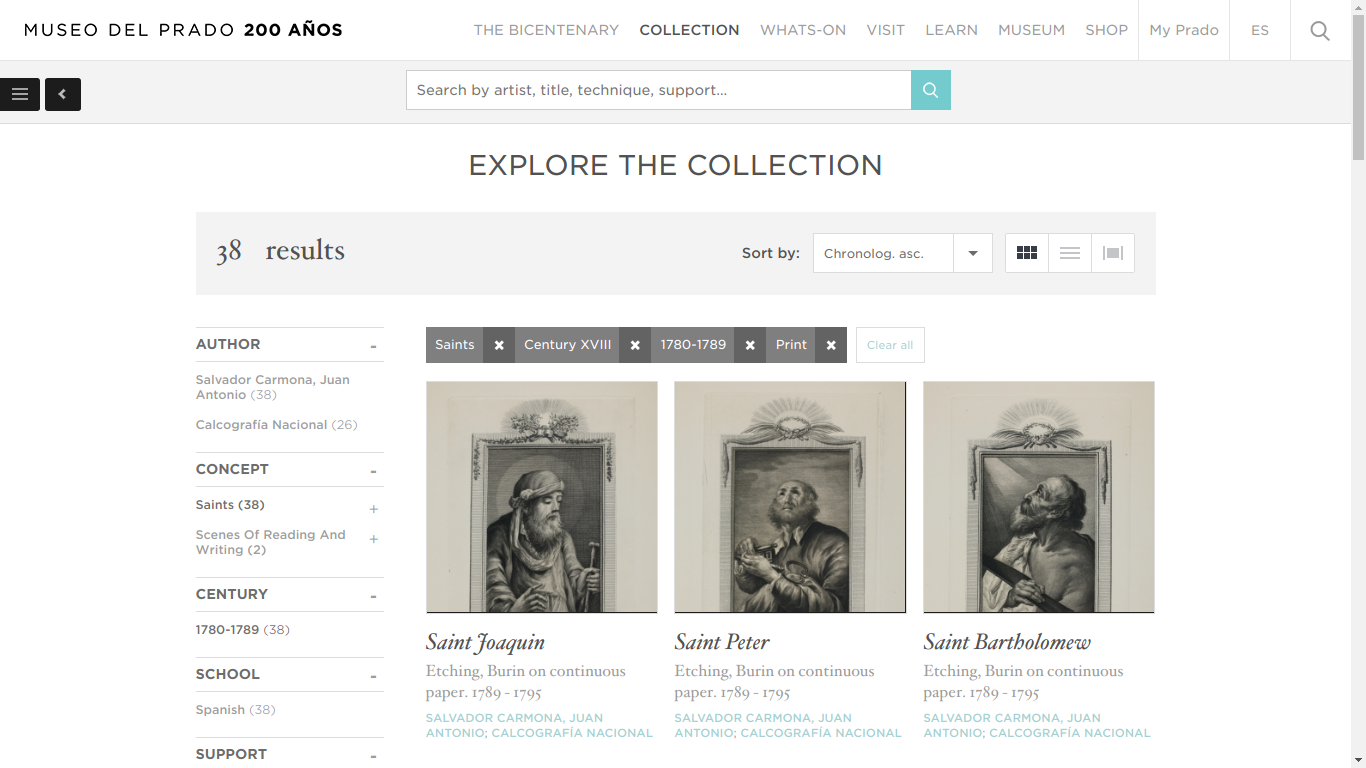 MUSEO DEL PRADO 200 AÑOS
THE BICENTENARY COLLECTION WHATS-ON VISIT LEARN MUSEUM SHOP My Prado ES
Search by artist, title, technique, support...
EXPLORE THE COLLECTION
38 results
Sort by: Chronolog. asc.
AUTHOR -
Salvador Carmona, Juan
Antonio (38)
Calcografía Nacional (26)
CONCEPT -
Saints (38) +
Scenes Of Reading And
Writing (2) +
CENTURY -
1780-1789 (38)
SCHOOL -
Spanish (38)
SUPPORT -
Saints Century XVIII 1780-1789 Print Clear all
Saint Joaquin
Etching, Burin on continuous
paper. 1789 - 1795
SALVADOR CARMONA, JUAN
ANTONIO; CALCOGRAFÍA NACIONAL
Saint Peter
Etching, Burin on continuous
paper. 1789 - 1795
SALVADOR CARMONA, JUAN
ANTONIO; CALCOGRAFÍA NACIONAL
Saint Bartholomew
Etching, Burin on continuous
paper. 1789 - 1795
SALVADOR CARMONA, JUAN
ANTONIO; CALCOGRAFÍA NACIONAL